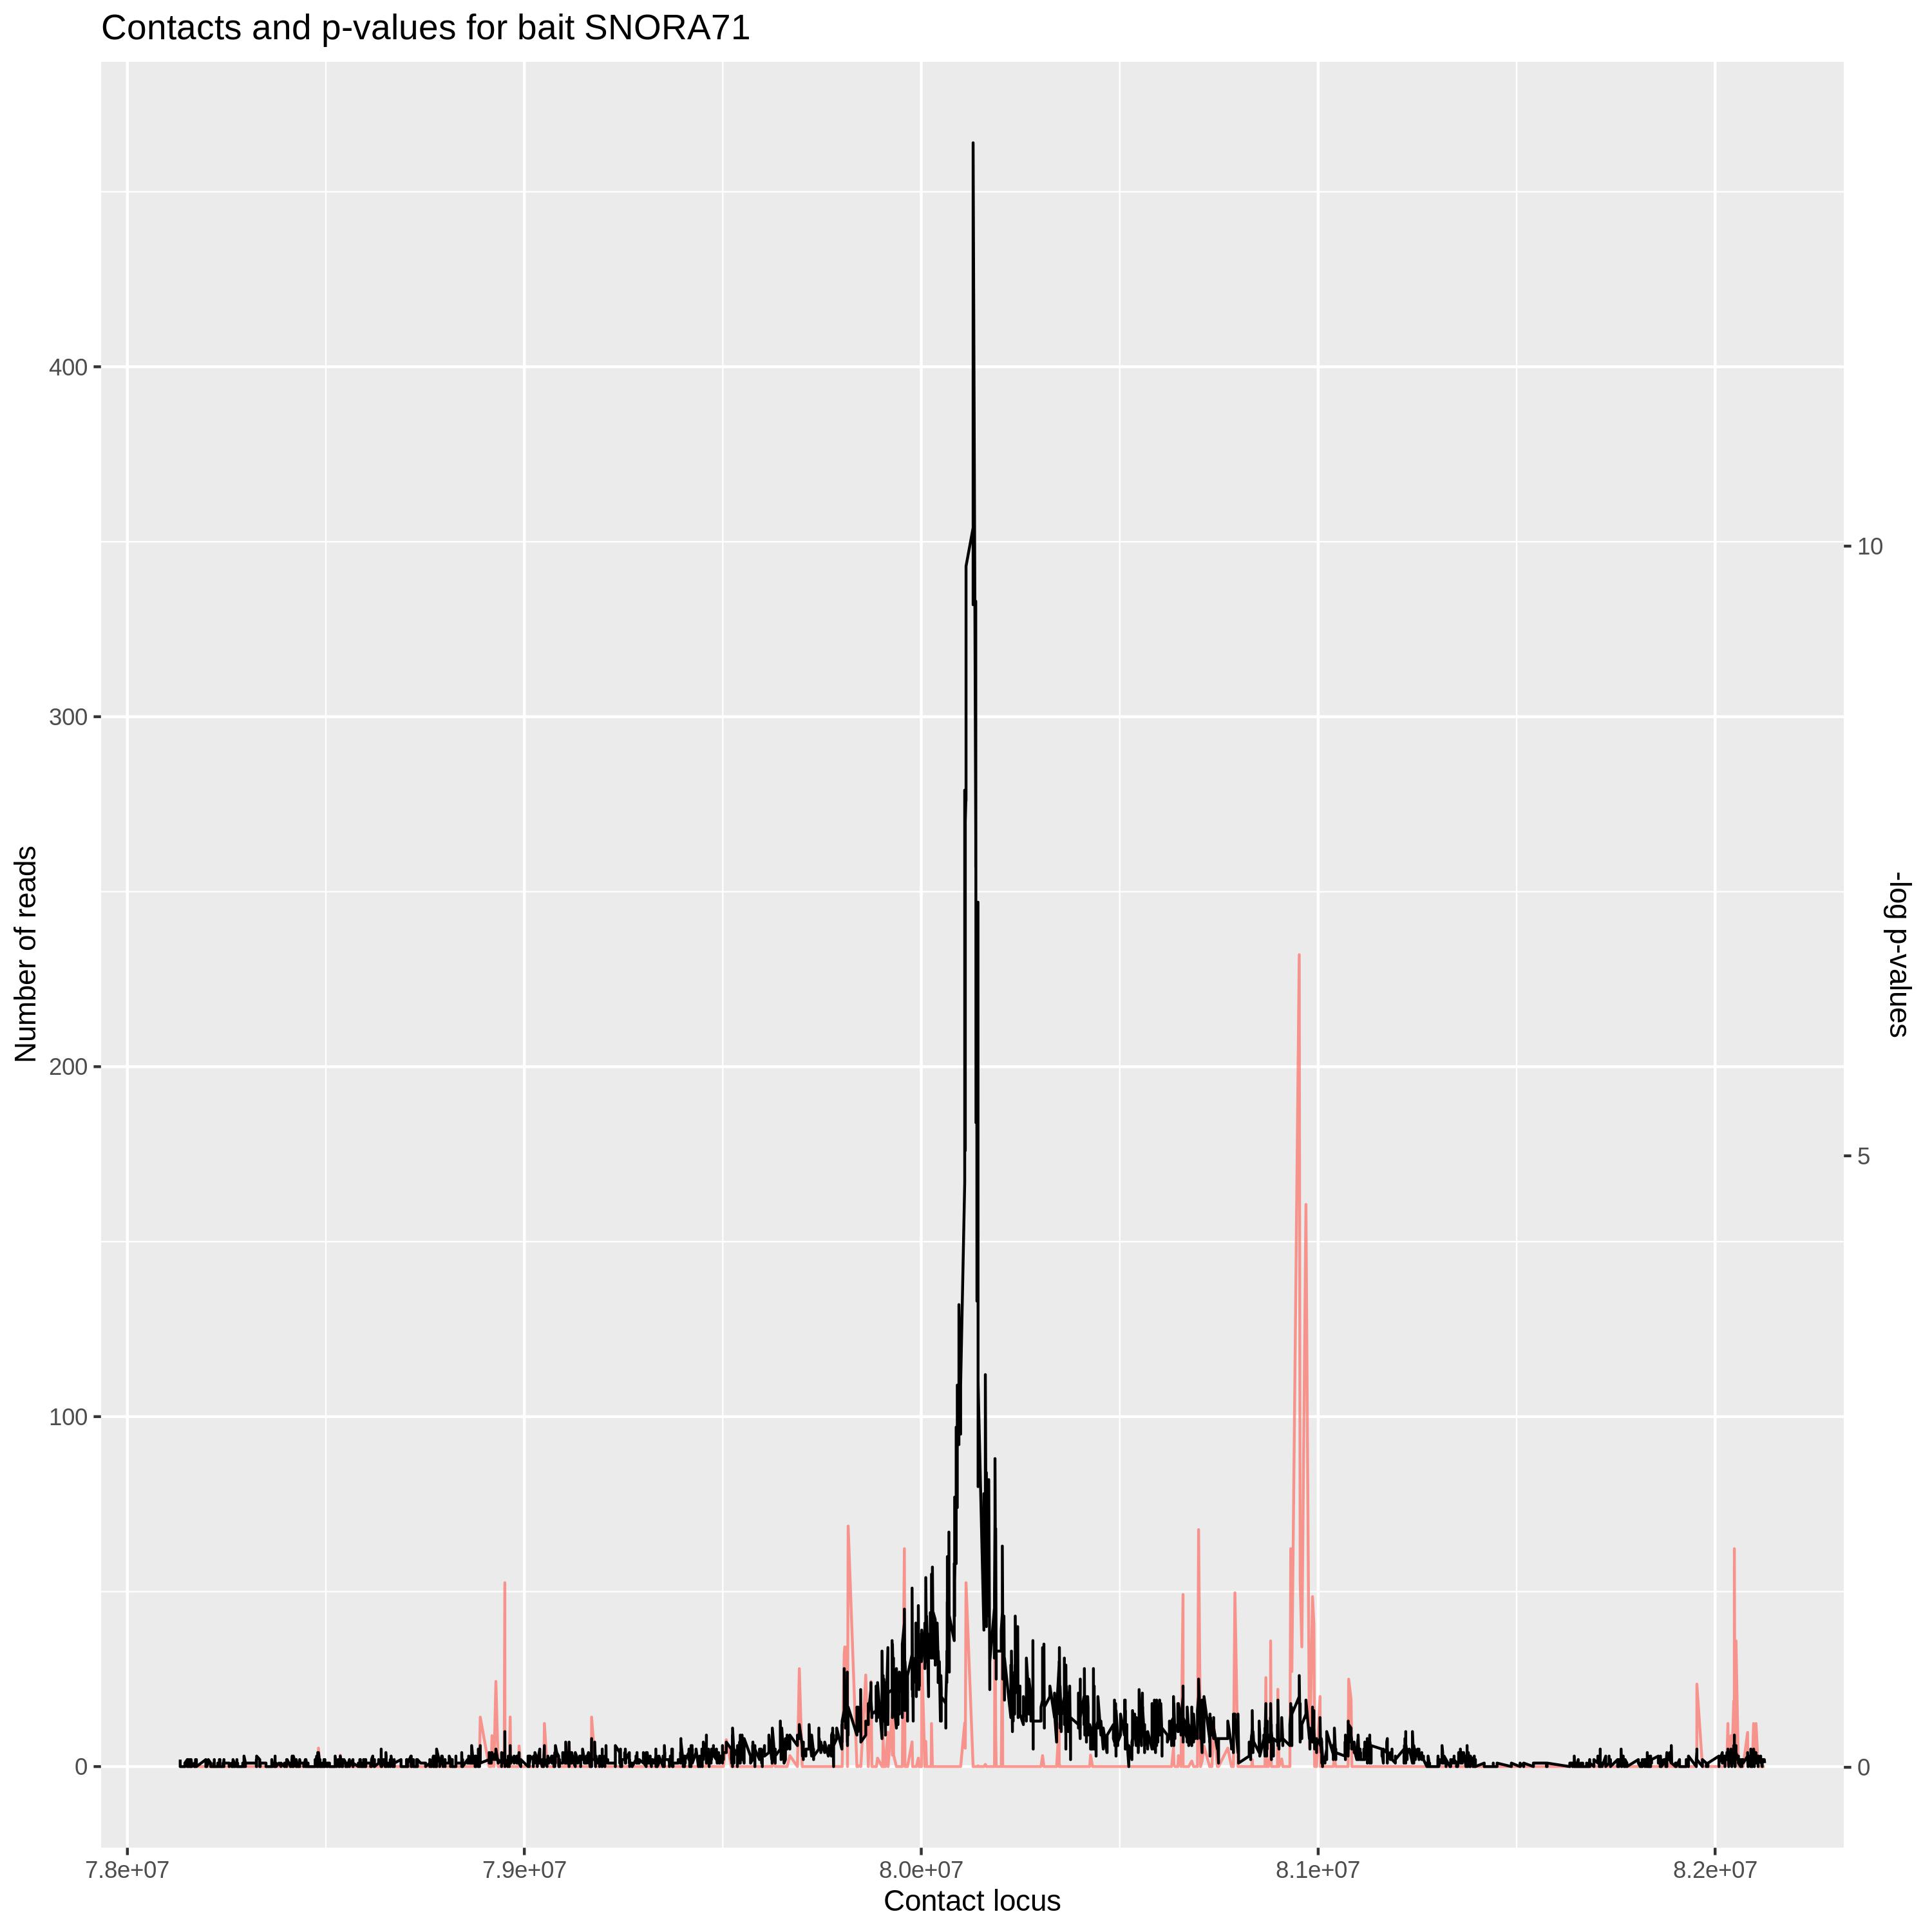 Contacts and p-values for bait SNORA71
Number of reads
400
300
200
100
0
10
5
0
-log p-values
7.8e+07 7.9e+07 8.0e+07 8.1e+07 8.2e+07
Contact locus